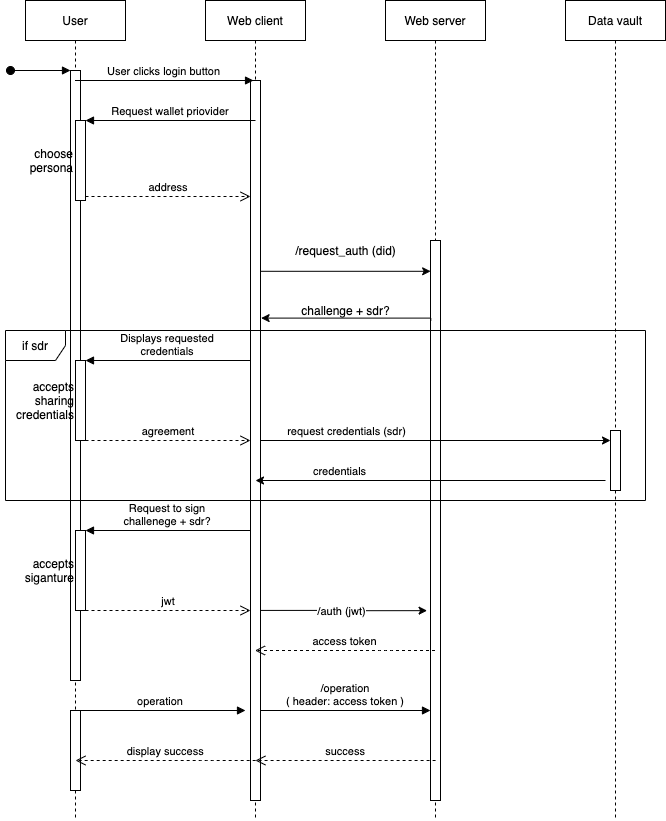 User
Web client
Web server
Data vault
User clicks login button
Request wallet priovider
choose
persona
address
/request_auth (did)
challenge + sdr?
if sdr
Displays requested
credentials
accepts
sharing
credentials
agreement
request credentials (sdr)
credentials
Request to sign
challenege + sdr?
accepts
siganture
jwt
/auth (jwt)
access token
operation
/operation
( header: access token )
display success
success